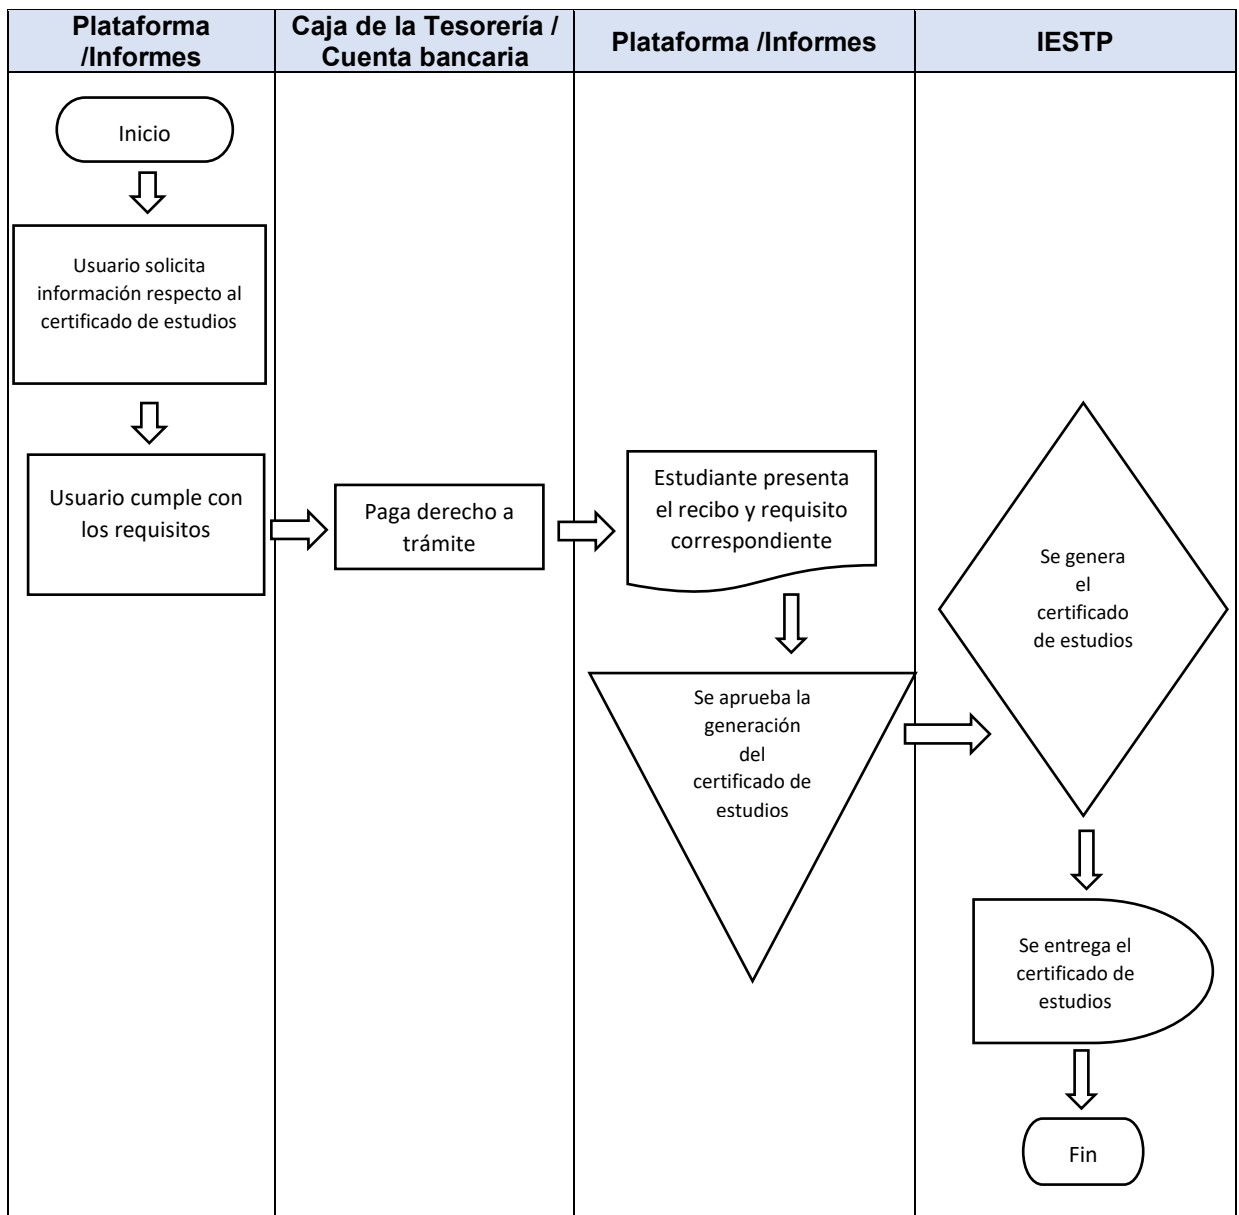 Plataforma
/Informes
Caja de la Tesorería /
Cuenta bancaria
Plataforma /Informes
IESTP
Inicio
Usuario solicita
información respecto al
certificado de estudios
Usuario cumple con
los requisitos
Paga derecho a
trámite
Estudiante presenta
el recibo y requisito
correspondiente
Se aprueba la
generación
del
certificado de
estudios
Se genera
el
certificado
de estudios
Se entrega el
certificado de
estudios
Fin